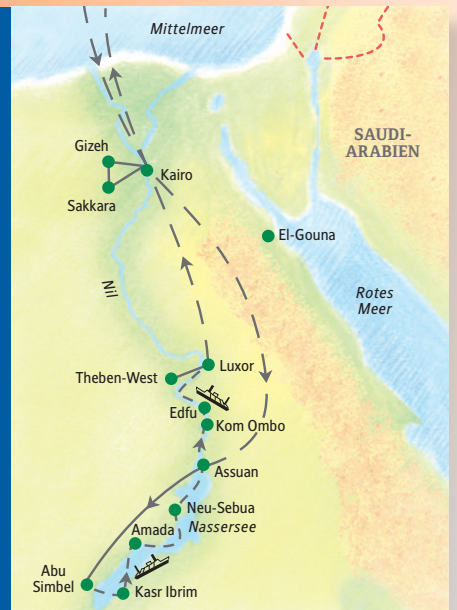 Mittelmeer
SAUDI-
ARABIEN
Gizeh
Kairo
Sakkara
El-Gouna
Nil
Rotes
Meer
Luxor
Theben-West
Edfu
Kom Ombo
Assuan
Neu-Sebua
Nassersee
Amada
Abu
Simbel
Kasr Ibrim